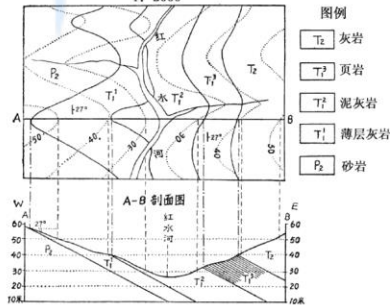 图例
T₂ 灰岩
T₁³ 页岩
T₁² 泥灰岩
T₁¹ 薄层灰岩
P₂ 砂岩
红
P₂
T₁¹
水
T₁²
T₁³
T₂
A
B
27°
27°
50
40
30
30
40
50
河
A-B 剖面图
W
E
A
B
红
水
河
27°
60
50
40
30
20
10米
60
50
40
30
20
10米
P₂
T₁¹
T₁²
T₁³
T₂